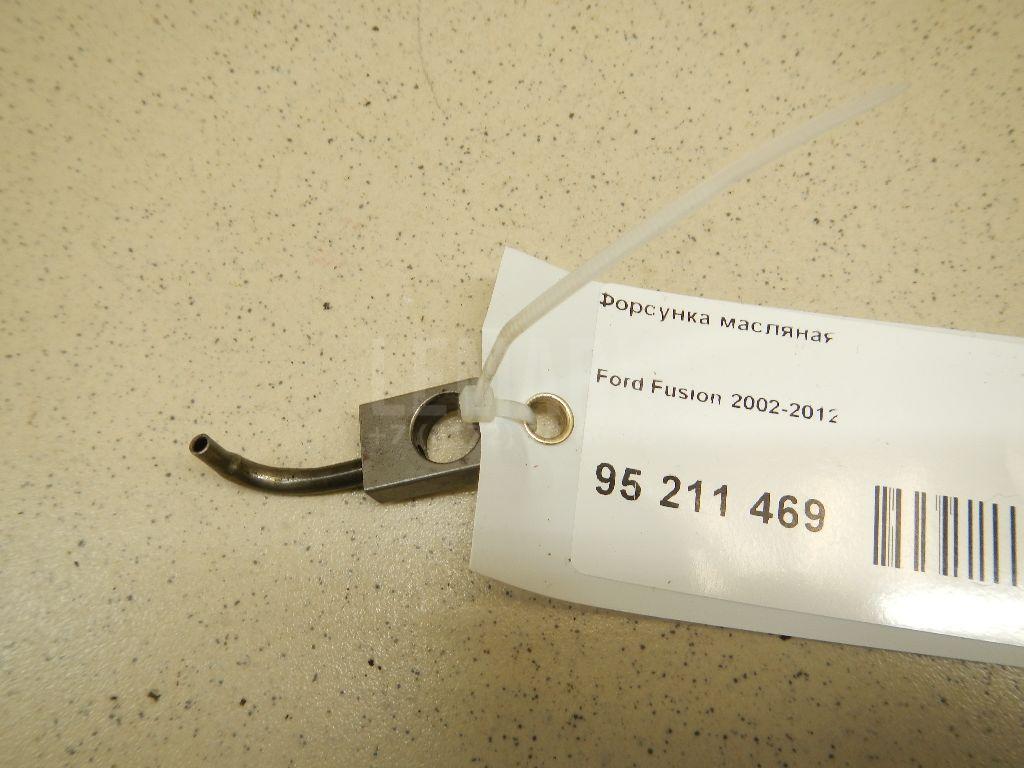 Форсунка масляная
Ford Fusion 2002-2012
95 211 469